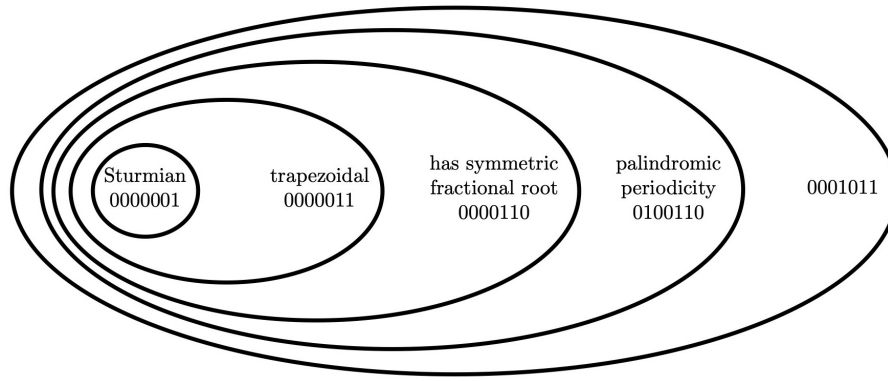 Sturmian
0000001
trapezoidal
0000011
has symmetric
fractional root
0000110
palindromic
periodicity
0100110
0001011